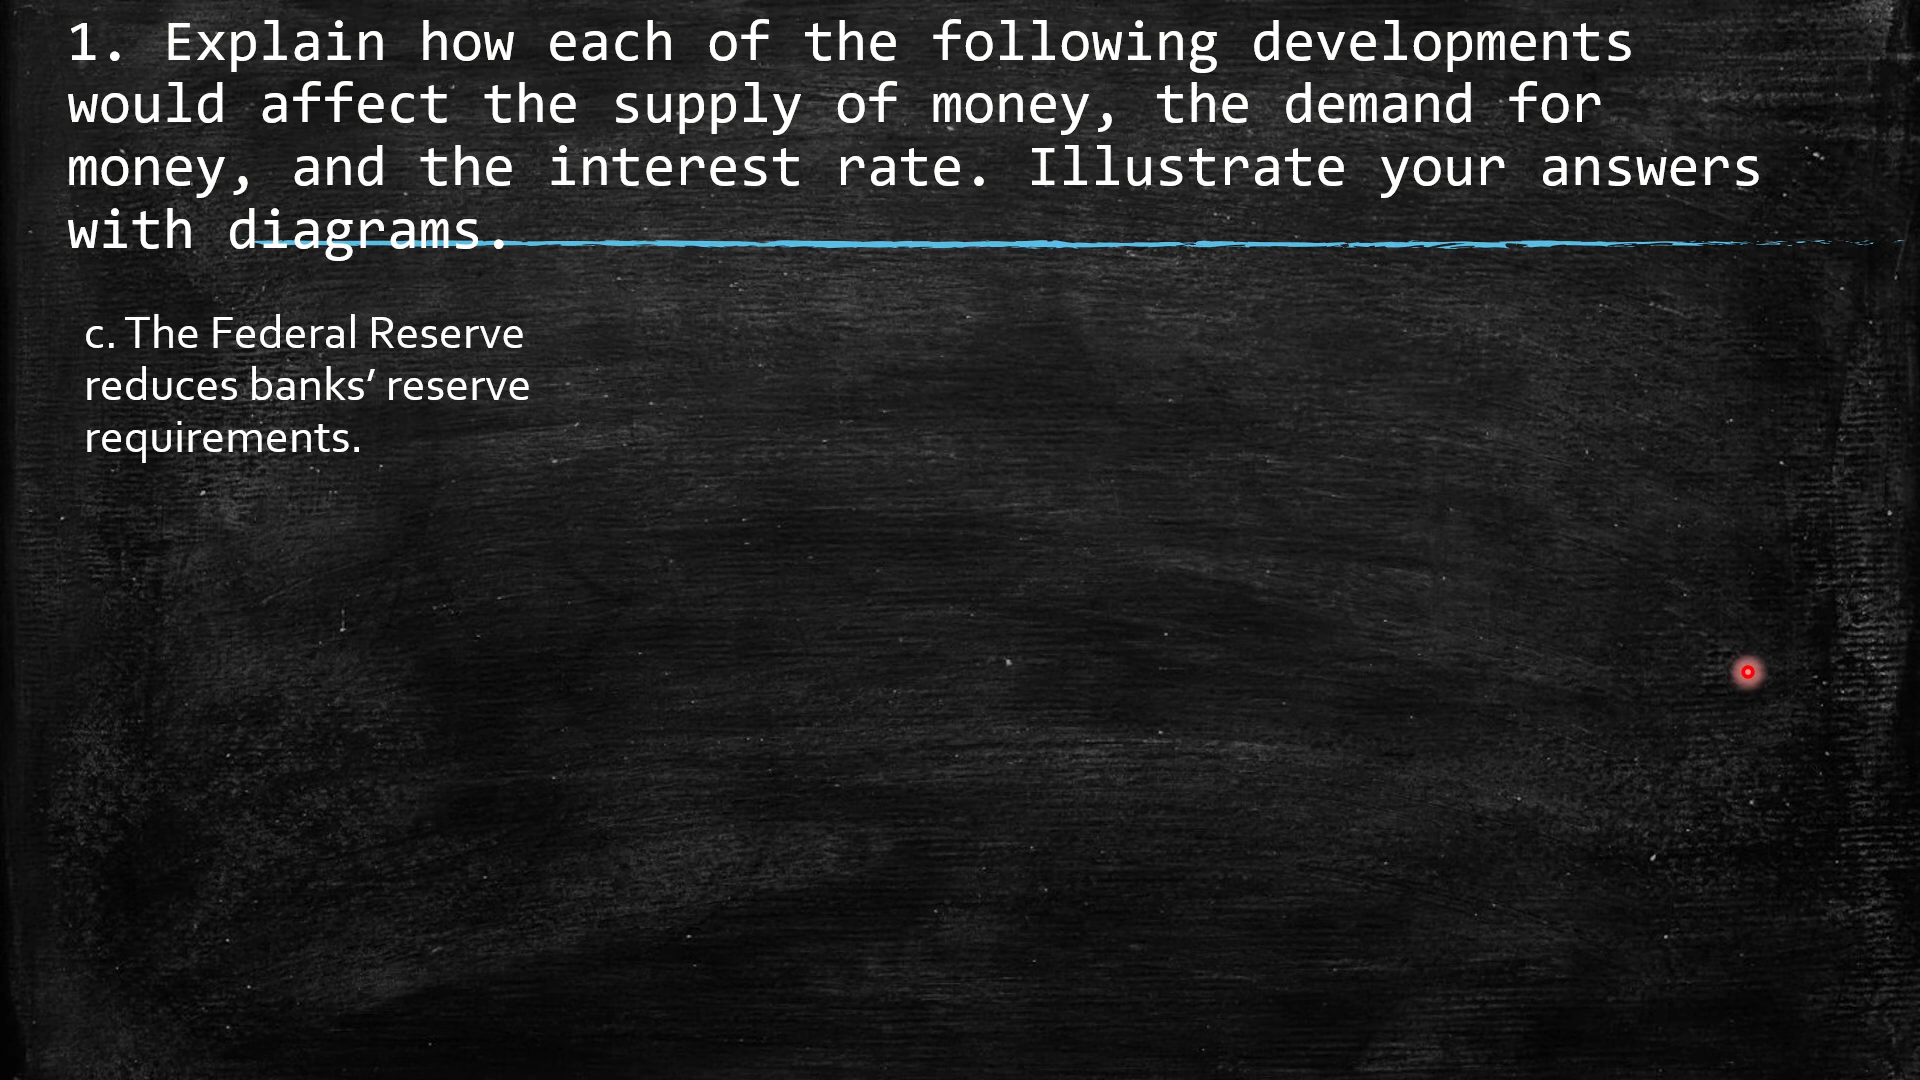 1. Explain how each of the following developments
would affect the supply of money, the demand for
money, and the interest rate. Illustrate your answers
with diagrams.
c. The Federal Reserve
reduces banks’ reserve
requirements.